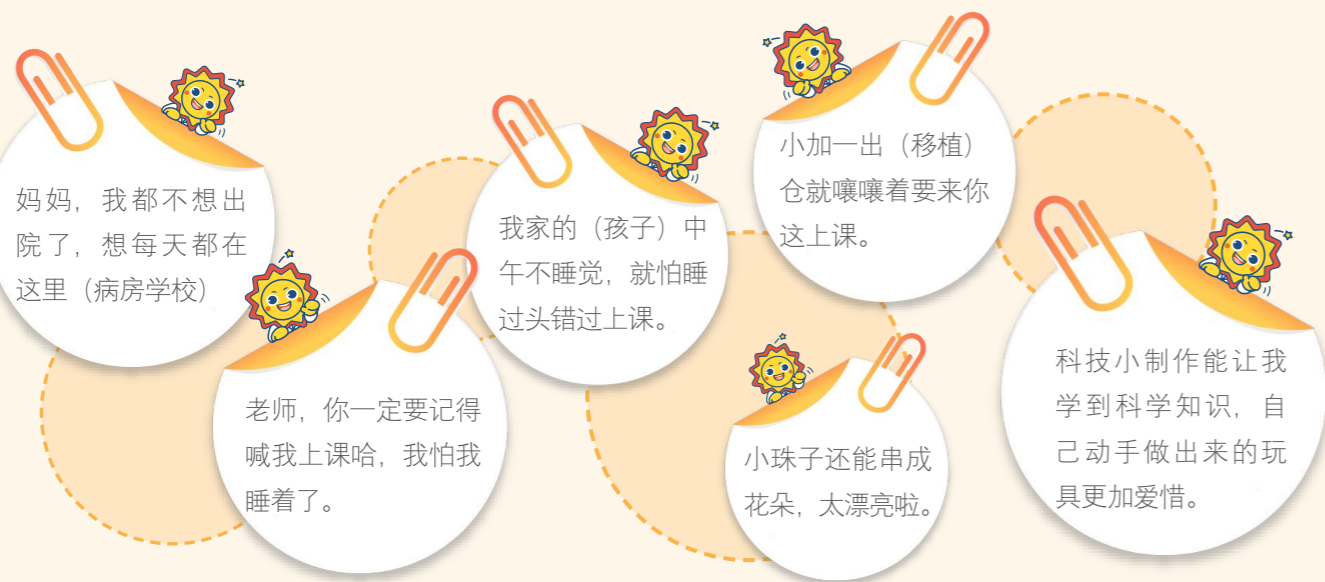 妈妈，我都不想出
院了，想每天都在
这里（病房学校）
老师，你一定要记得
喊我上课哈，我怕我
睡着了。
我家的（孩子）中
午不睡觉，就怕睡
过头错过上课。
小加一出（移植）
仓就嚷嚷着要来你
这上课。
小珠子还能串成
花朵，太漂亮啦。
科技小制作能让我
学到科学知识，自
己动手做出来的玩
具更加爱惜。